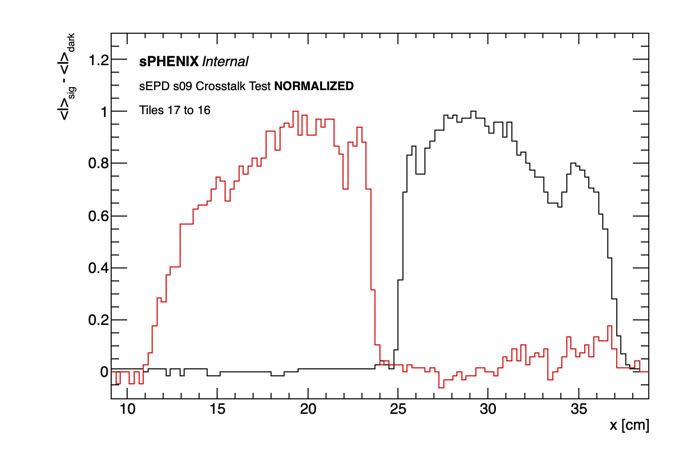 <I>sig - <I>dark
sPHENIX Internal
sEPD s09 Crosstalk Test NORMALIZED
Tiles 17 to 16
1.2
1
0.8
0.6
0.4
0.2
0
10 15 20 25 30 35
x [cm]